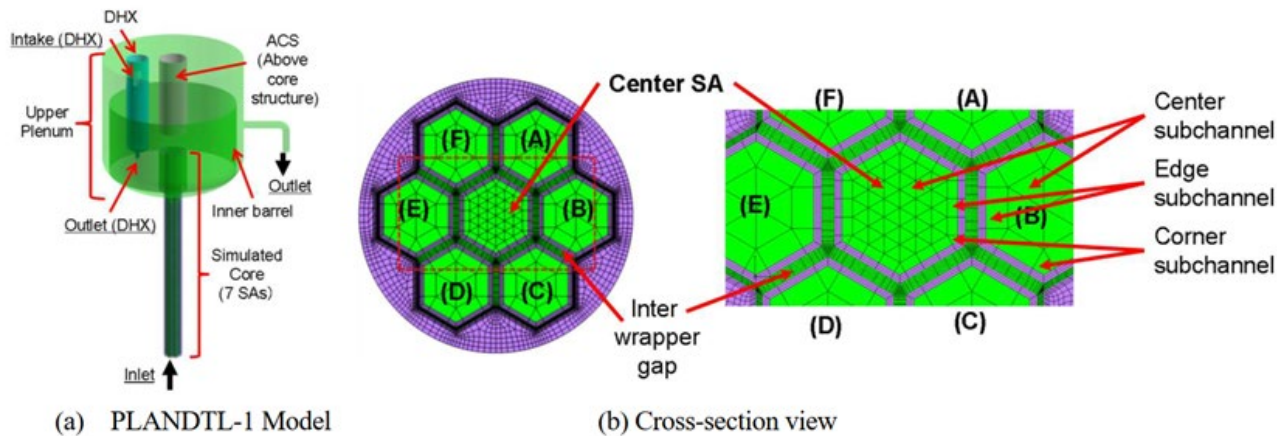 DHX
Intake (DHX)
ACS
(Above
core
structure)
Upper
Plenum
Outlet
Outlet (DHX)
Inner barrel
Simulated
Core
(7 SAs)
Inlet
(a) PLANDTL-1 Model
Center SA
(F)
(A)
(E)
(B)
(D)
(C)
Inter
wrapper
gap
(F)
(A)
(E)
(B)
(D)
(C)
Center
subchannel
Edge
subchannel
Corner
subchannel
(b) Cross-section view